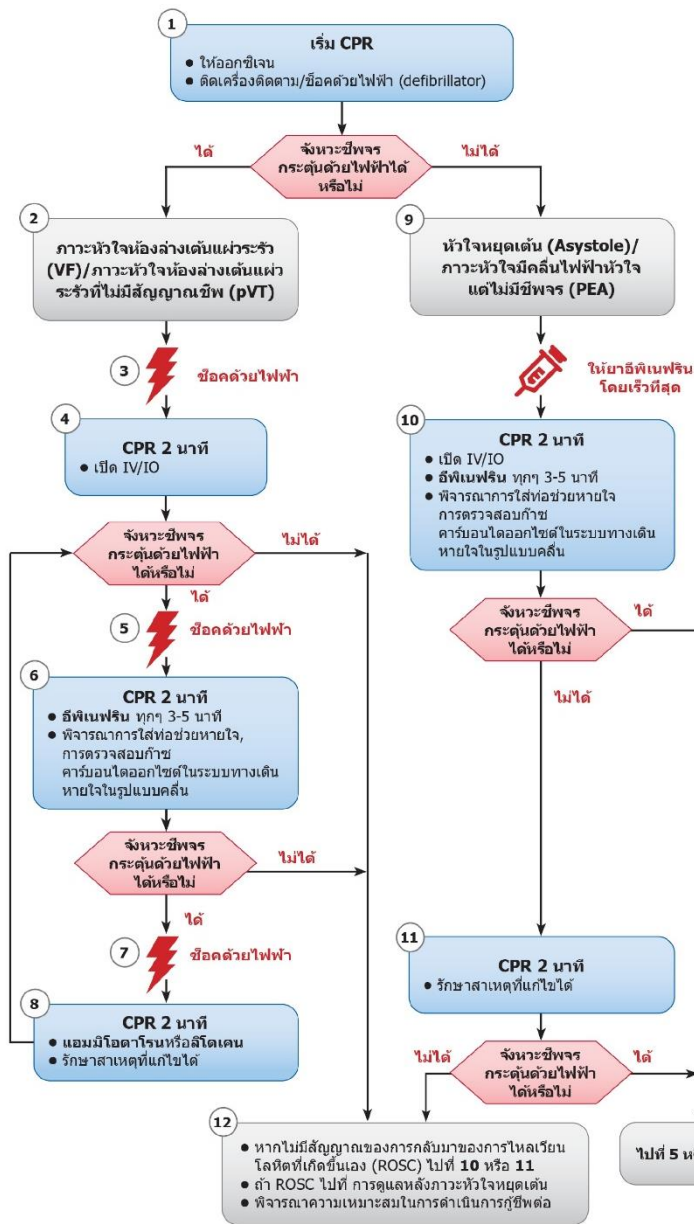 1
เริ่ม CPR
● ให้ออกซิเจน
● ติดเครื่องติดตาม/ช็อคด้วยไฟฟ้า (defibrillator)
จังหวะชีพจร
กระตุ้นด้วยไฟฟ้าได้
หรือไม่
ได้
ไม่ได้
2
ภาวะหัวใจห้องล่างเต้นแผ่วระรัว
(VF)/ภาวะหัวใจห้องล่างเต้นแผ่ว
ระรัวที่ไม่มีสัญญาณชีพ (pVT)
3
ช็อคด้วยไฟฟ้า
4
CPR 2 นาที
● เปิด IV/IO
จังหวะชีพจร
กระตุ้นด้วยไฟฟ้า
ได้หรือไม่
ไม่ได้
ได้
5
ช็อคด้วยไฟฟ้า
6
CPR 2 นาที
● อีพิเนฟริน ทุกๆ 3-5 นาที
● พิจารณาการใส่ท่อช่วยหายใจ,
การตรวจสอบก๊าซ
คาร์บอนไดออกไซด์ในระบบทางเดิน
หายใจในรูปแบบคลื่น
จังหวะชีพจร
กระตุ้นด้วยไฟฟ้า
ได้หรือไม่
ไม่ได้
ได้
7
ช็อคด้วยไฟฟ้า
8
CPR 2 นาที
● แอมมิโอดาโรนหรือลิโดเคน
● รักษาสาเหตุที่แก้ไขได้
9
หัวใจหยุดเต้น (Asystole)/
ภาวะหัวใจมีคลื่นไฟฟ้าหัวใจ
แต่ไม่มีชีพจร (PEA)
ให้ยาอีพิเนฟริน
โดยเร็วที่สุด
10
CPR 2 นาที
● เปิด IV/IO
● อีพิเนฟริน ทุกๆ 3-5 นาที
● พิจารณาการใส่ท่อช่วยหายใจ
การตรวจสอบก๊าซ
คาร์บอนไดออกไซด์ในระบบทางเดิน
หายใจในรูปแบบคลื่น
จังหวะชีพจร
กระตุ้นด้วยไฟฟ้า
ได้หรือไม่
ได้
ไม่ได้
11
CPR 2 นาที
● รักษาสาเหตุที่แก้ไขได้
จังหวะชีพจร
กระตุ้นด้วยไฟฟ้า
ได้หรือไม่
ไม่ได้
ได้
12
● หากไม่มีสัญญาณของการกลับมาของการไหลเวียน
โลหิตที่เกิดขึ้นเอง (ROSC) ไปที่ 10 หรือ 11
● ถ้า ROSC ไปที่ การดูแลหลังภาวะหัวใจหยุดเต้น
● พิจารณาความเหมาะสมในการดำเนินการกู้ชีพต่อ
ไปที่ 5